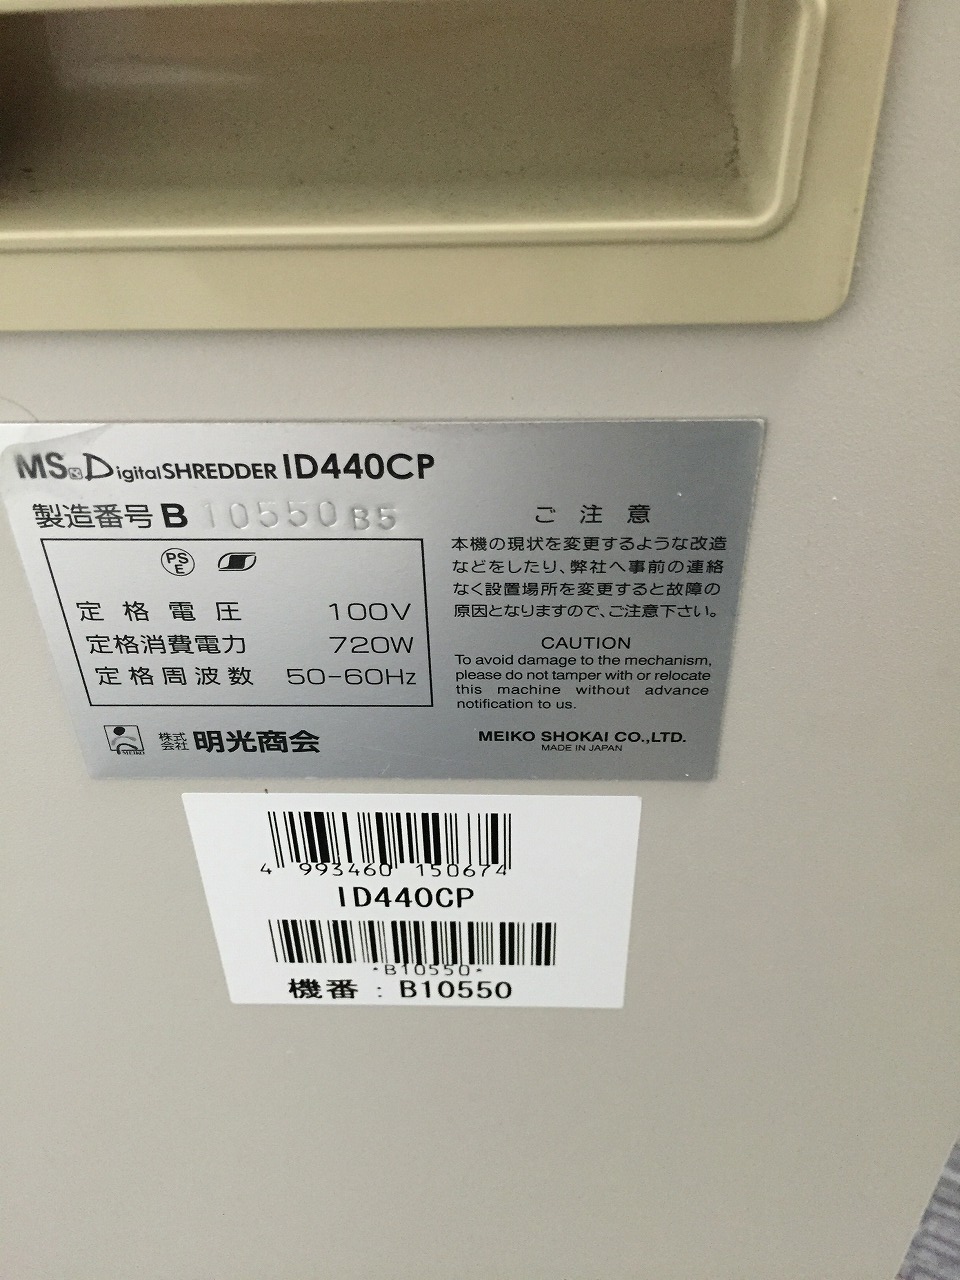 MS Digital SHREDDER ID440CP
製造番号 B 10550 B5
PS
E
定格電圧 100V
定格消費電力 720W
定格周波数 50-60Hz
MEIKO
株式会社 明光商会
ご注意
本機の現状を変更するような改造
などをしたり、弊社へ事前の連絡
なく設置場所を変更すると故障の
原因となりますので、ご注意下さい。
CAUTION
To avoid damage to the mechanism,
please do not tamper with or relocate
this machine without advance
notification to us.
MEIKO SHOKAI CO.,LTD.
MADE IN JAPAN
4 993460 150674
ID440CP
*B10550*
機番：B10550